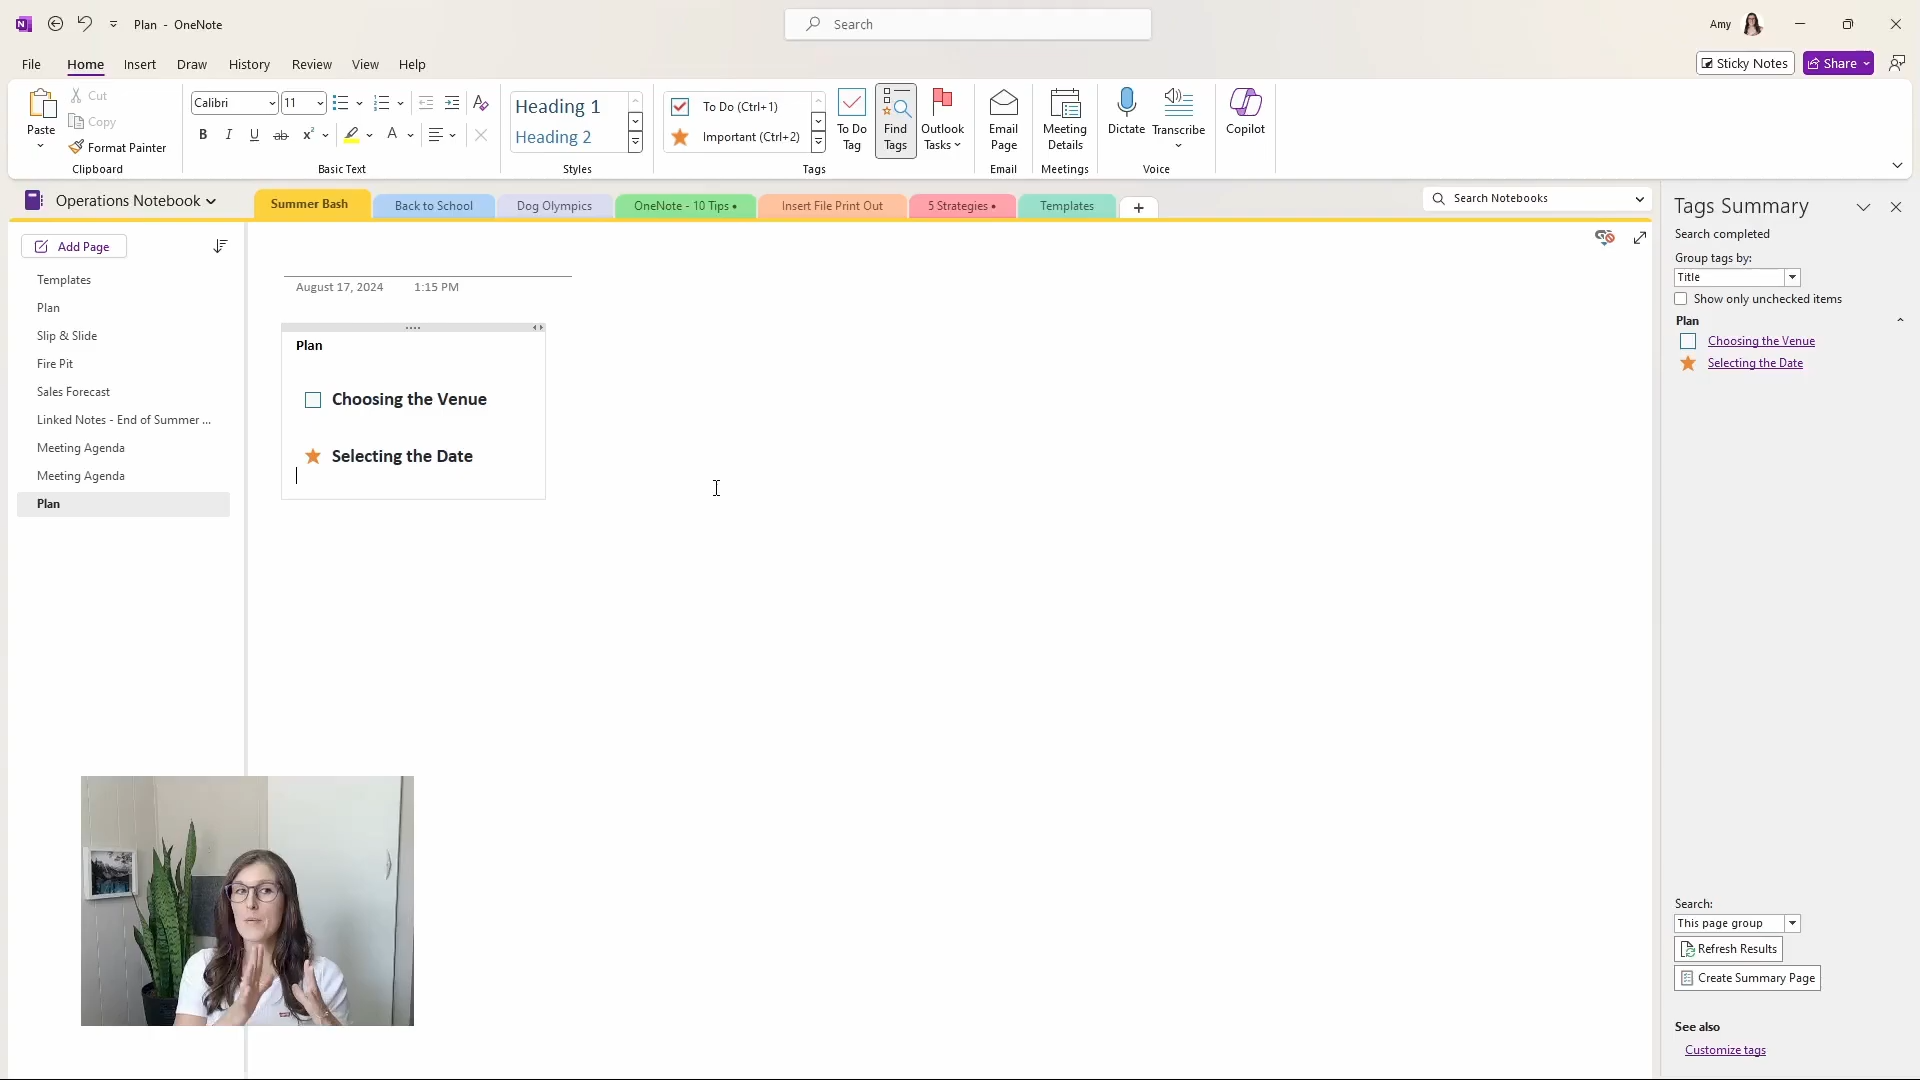 Plan - OneNote
Search
Amy
File
Home
Insert
Draw
History
Review
View
Help
Sticky Notes
Share
Paste
Cut
Copy
Format Painter
Clipboard
Calibri
11
B
I
U
ab
x²
A
Basic Text
Heading 1
Heading 2
Styles
To Do (Ctrl+1)
Important (Ctrl+2)
To Do
Tag
Find
Tags
Outlook
Tasks
Tags
Email
Page
Email
Meeting
Details
Meetings
Dictate
Transcribe
Voice
Copilot
Operations Notebook
Summer Bash
Back to School
Dog Olympics
OneNote - 10 Tips •
Insert File Print Out
5 Strategies •
Templates
+
Search Notebooks
Add Page
Templates
Plan
Slip & Slide
Fire Pit
Sales Forecast
Linked Notes - End of Summer ...
Meeting Agenda
Meeting Agenda
Plan
August 17, 2024 1:15 PM
Plan
Choosing the Venue
Selecting the Date
Tags Summary
Search completed
Group tags by:
Title
Show only unchecked items
Plan
Choosing the Venue
Selecting the Date
Search:
This page group
Refresh Results
Create Summary Page
See also
Customize tags